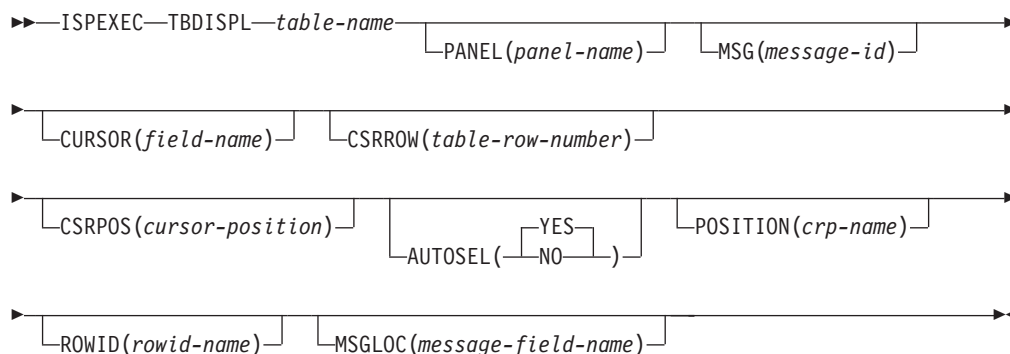 ISPEXEC TBDISPL table-name
PANEL(panel-name) MSG(message-id)
CURSOR(field-name) CSRROW(table-row-number)
CSRPOS(cursor-position) YES POSITION(crp-name)
AUTOSEL( NO )
ROWID(rowid-name) MSGLOC(message-field-name)